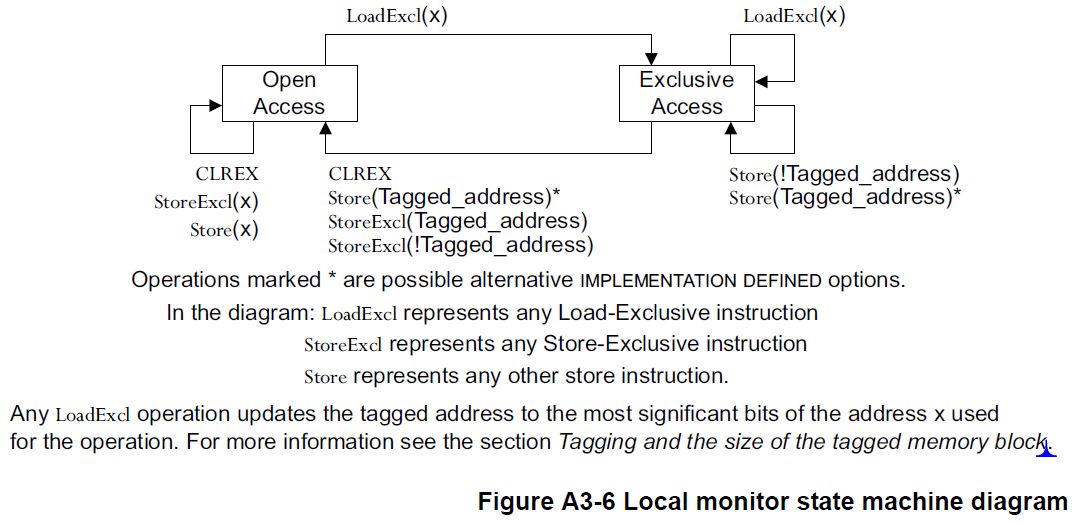 LoadExcl(x)
LoadExcl(x)
Open
Access
Exclusive
Access
CLREX
StoreExcl(x)
Store(x)
CLREX
Store(Tagged_address)*
StoreExcl(Tagged_address)
StoreExcl(!Tagged_address)
Store(!Tagged_address)
Store(Tagged_address)*
Operations marked * are possible alternative IMPLEMENTATION DEFINED options.
In the diagram: LoadExcl represents any Load-Exclusive instruction
StoreExcl represents any Store-Exclusive instruction
Store represents any other store instruction.
Any LoadExcl operation updates the tagged address to the most significant bits of the address x used
for the operation. For more information see the section Tagging and the size of the tagged memory block.
Figure A3-6 Local monitor state machine diagram